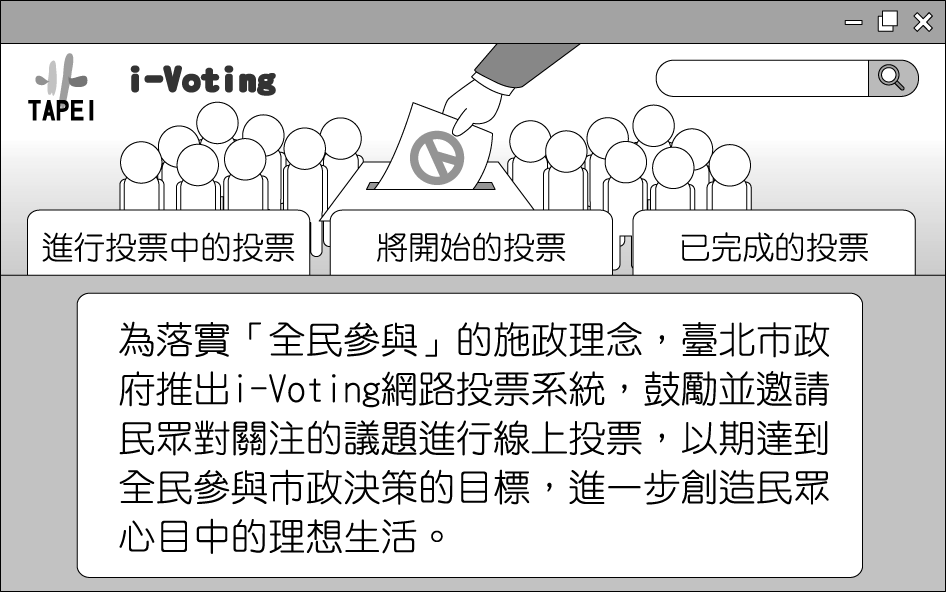 TAPEI
i-Voting
進行投票中的投票
將開始的投票
已完成的投票
為落實「全民參與」的施政理念，臺北市政
府推出i-Voting網路投票系統，鼓勵並邀請
民眾對關注的議題進行線上投票，以期達到
全民參與市政決策的目標，進一步創造民眾
心目中的理想生活。